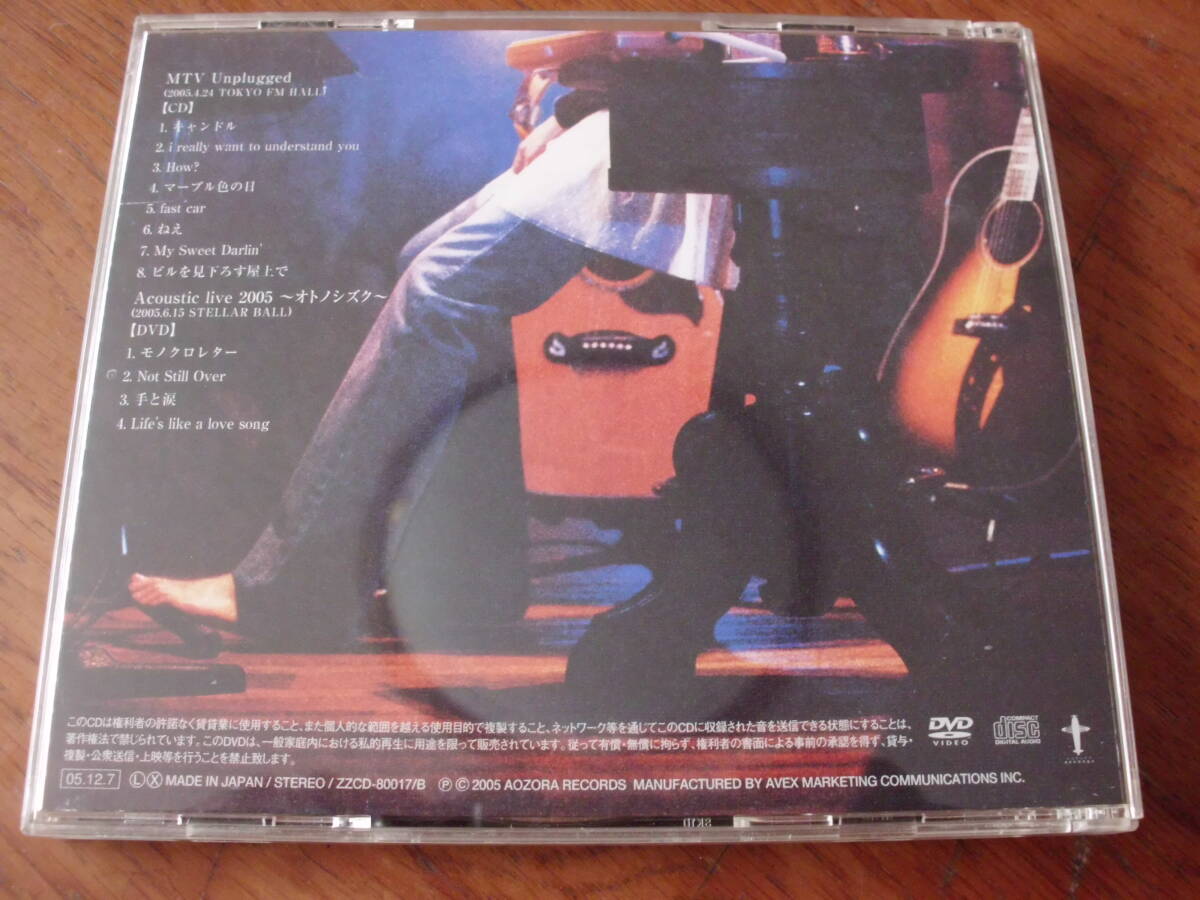 MTV Unplugged
(2005.4.24 TOKYO FM HALL)
【CD】
1. キャンドル
2. i really want to understand you
3. How?
4. マーブル色の日
5. fast car
6. ねえ
7. My Sweet Darlin'
8. ビルを見下ろす屋上で
Acoustic live 2005 〜オトノシズク〜
(2005.6.15 STELLAR BALL)
【DVD】
1. モノクロレター
2. Not Still Over
3. 手と涙
4. Life's like a love song
このCDは権利者の許諾なく賃貸業に使用すること、また個人的な範囲を越える使用目的で複製すること、ネットワーク等を通じてこのCDに収録された音を送信できる状態にすることは、
著作権法で禁じられています。このDVDは、一般家庭内における私的再生に用途を限って販売されています。従って有償・無償に拘らず、権利者の書面による事前の承認を得ず、貸与・
複製・公衆送信・上映等を行うことを禁止致します。
DVD VIDEO
COMPACT disc DIGITAL AUDIO
05.12.7 Ⓛ Ⓧ MADE IN JAPAN / STEREO / ZZCD-80017/B Ⓟ Ⓒ 2005 AOZORA RECORDS MANUFACTURED BY AVEX MARKETING COMMUNICATIONS INC.